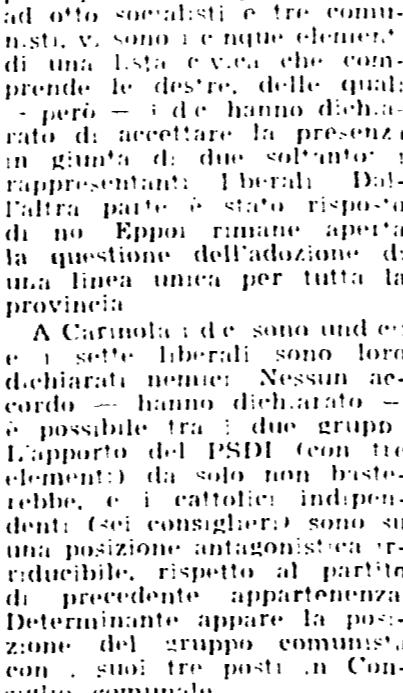 ad otto socialisti e tre comu-
nisti, vi sono i cinque elementi
di una lista civica che com-
prende le destre, delle quali
— però — i d c hanno dichia-
rato di accettare la presenza
in giunta di due soltanto: i
rappresentanti liberali Dal-
l'altra parte è stato risposto
di no Eppoi rimane aperta
la questione dell'adozione di
una linea unica per tutta la
provincia
A Carinola i d c sono undici
e i sette liberali sono loro
dichiarati nemici Nessun ac-
cordo — hanno dichiarato —
è possibile tra i due gruppi
L'apporto del PSDI (con tre
elementi) da solo non baste-
rebbe, e i cattolici indipen-
denti (sei consiglieri) sono su
una posizione antagonistica ir-
riducibile, rispetto al partito
di precedente appartenenza
Determinante appare la posi-
zione del gruppo comunista
con i suoi tre posti in Con-
siglio comunale